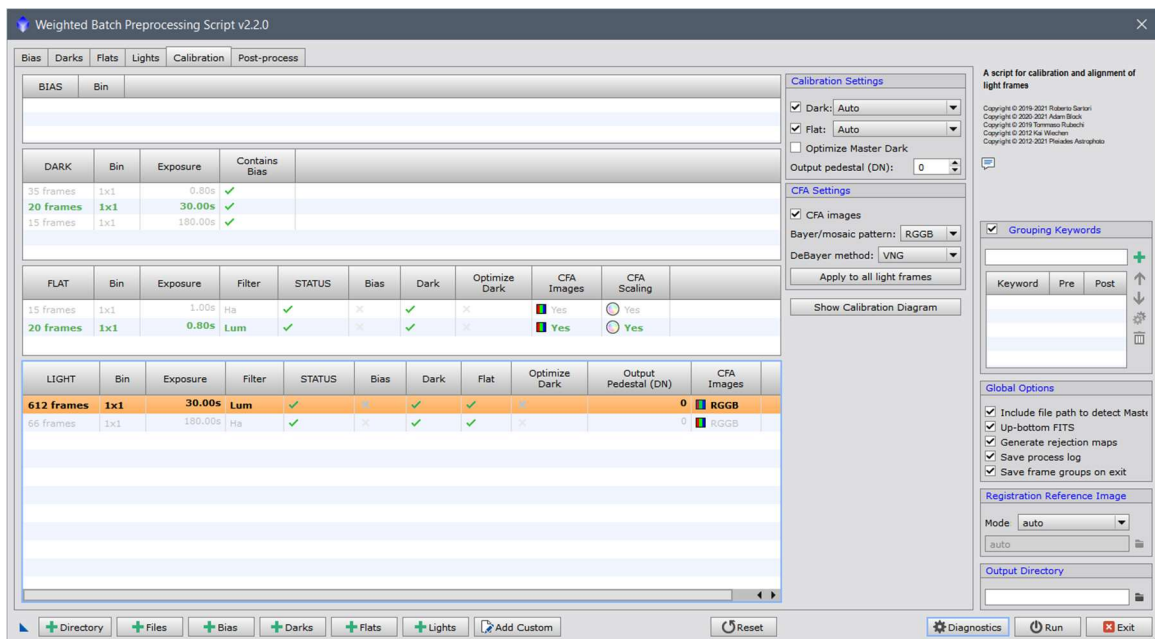 Weighted Batch Preprocessing Script v2.2.0
Bias Darks Flats Lights Calibration Post-process
BIAS Bin
DARK Bin Exposure Contains Bias
35 frames 1x1 0.80s
20 frames 1x1 30.00s
15 frames 1x1 180.00s
FLAT Bin Exposure Filter STATUS Bias Dark Optimize Dark CFA Images CFA Scaling
15 frames 1x1 1.00s Ha Yes Yes
20 frames 1x1 0.80s Lum Yes Yes
LIGHT Bin Exposure Filter STATUS Bias Dark Flat Optimize Dark Output Pedestal (DN) CFA Images
612 frames 1x1 30.00s Lum 0 RGGB
66 frames 1x1 180.00s Ha 0 RGGB
Calibration Settings
Dark: Auto
Flat: Auto
Optimize Master Dark
Output pedestal (DN): 0
CFA Settings
CFA images
Bayer/mosaic pattern: RGGB
DeBayer method: VNG
Apply to all light frames
Show Calibration Diagram
A script for calibration and alignment of
light frames
Copyright © 2019-2021 Roberto Sartori
Copyright © 2020-2021 Adam Block
Copyright © 2019 Tommaso Rubechi
Copyright © 2012 Kai Wiechen
Copyright © 2012-2021 Pleiades Astrophoto
Grouping Keywords
Keyword Pre Post
Global Options
Include file path to detect Maste
Up-bottom FITS
Generate rejection maps
Save process log
Save frame groups on exit
Registration Reference Image
Mode auto
auto
Output Directory
Directory Files Bias Darks Flats Lights Add Custom Reset Diagnostics Run Exit